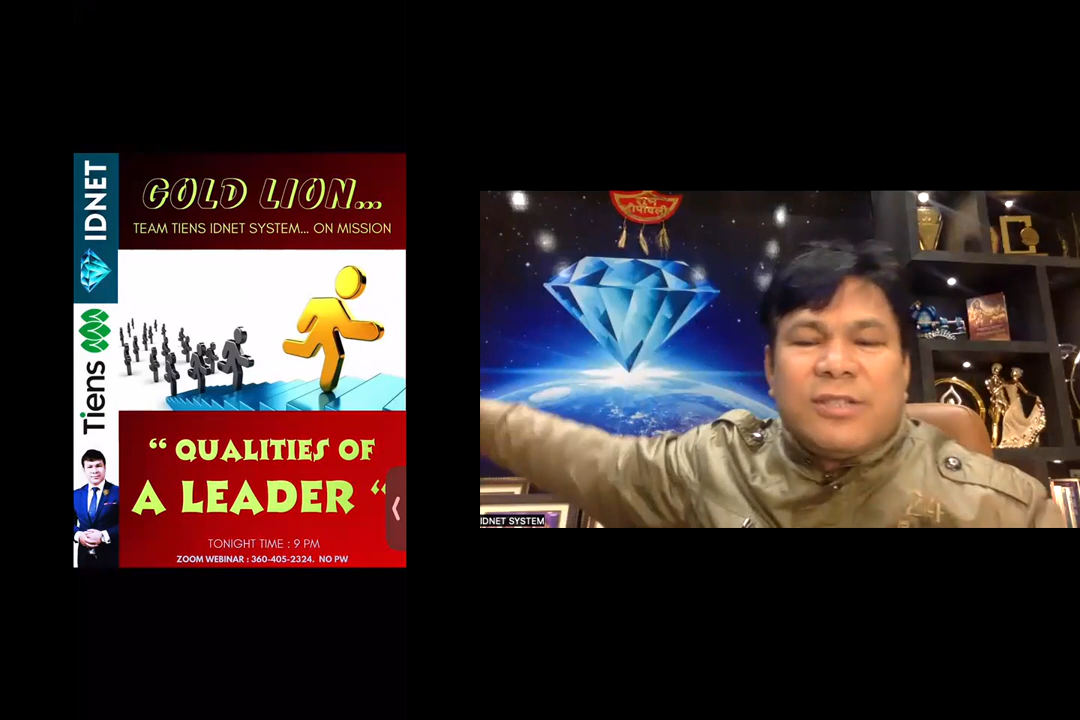 IDNET
Tiens
GOLD LION...
TEAM TIENS IDNET SYSTEM... ON MISSION
“ QUALITIES OF
A LEADER “
TONIGHT TIME : 9 PM
ZOOM WEBINAR : 360-405-2324. NO PW
दीपावली
IDNET SYSTEM